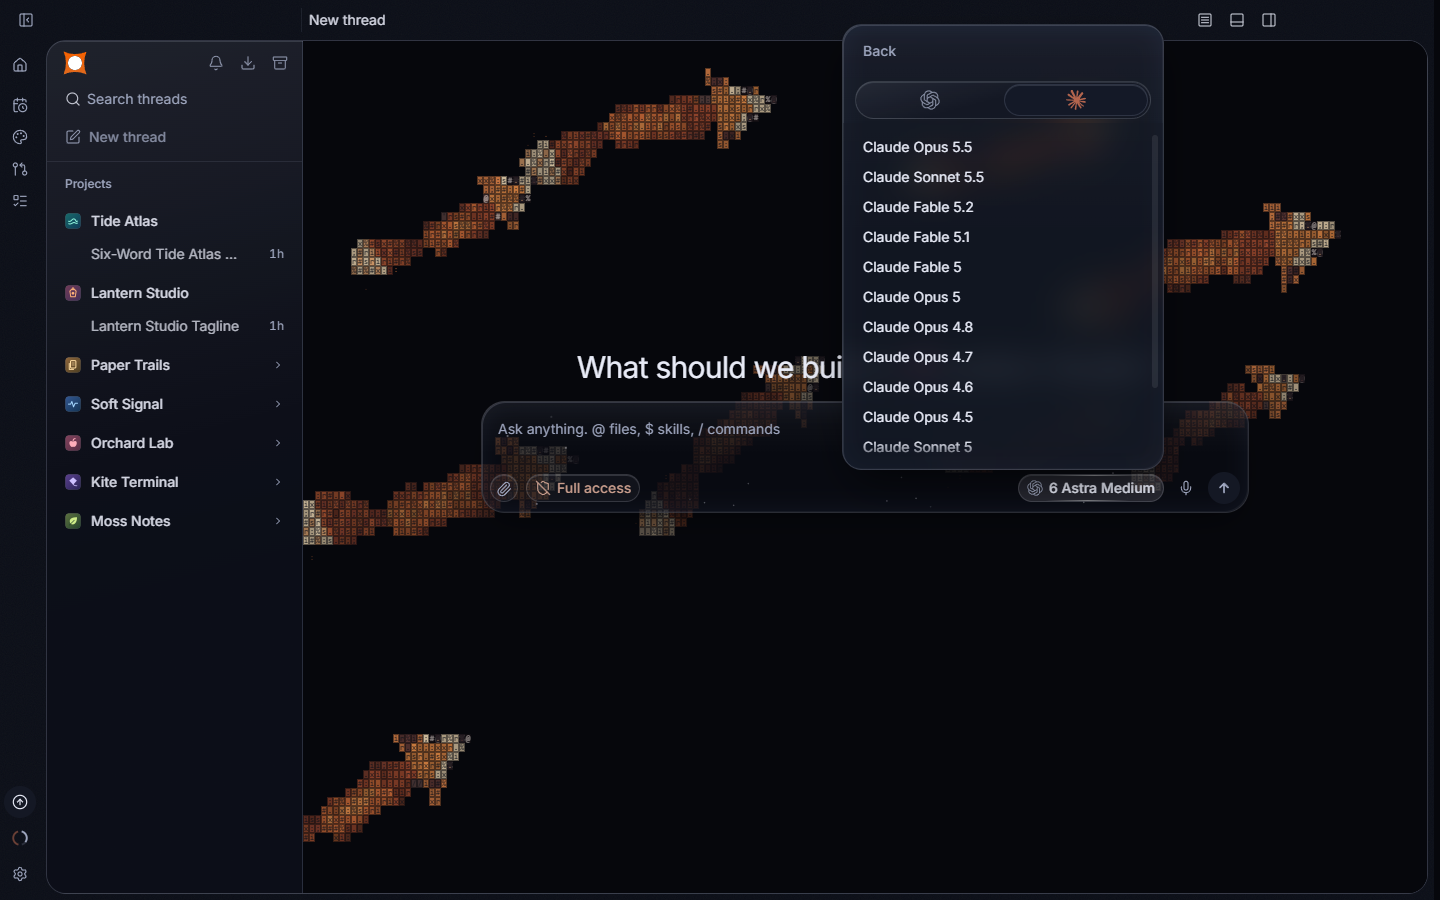 New thread
Search threads
New thread
Projects
Tide Atlas
Six-Word Tide Atlas ... 1h
Lantern Studio
Lantern Studio Tagline 1h
Paper Trails
Soft Signal
Orchard Lab
Kite Terminal
Moss Notes
What should we bui
Ask anything. @ files, $ skills, / commands
Full access
6 Astra Medium
Back
Claude Opus 5.5
Claude Sonnet 5.5
Claude Fable 5.2
Claude Fable 5.1
Claude Fable 5
Claude Opus 5
Claude Opus 4.8
Claude Opus 4.7
Claude Opus 4.6
Claude Opus 4.5
Claude Sonnet 5